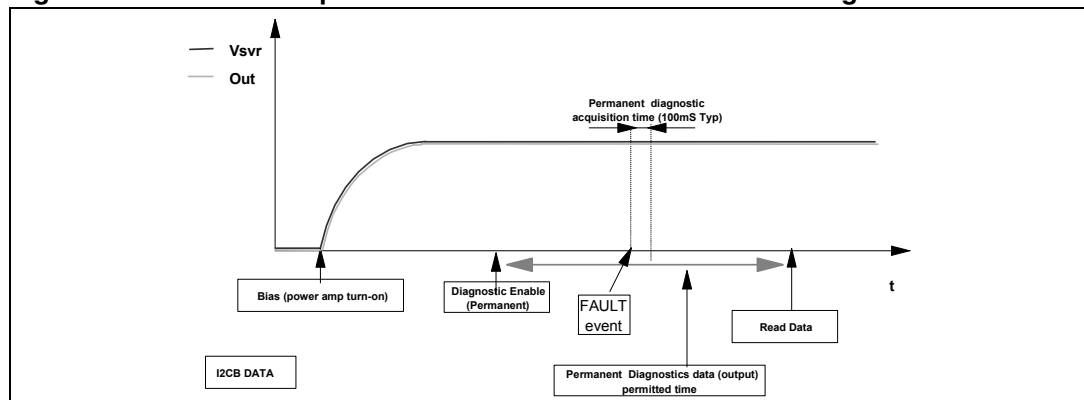 Vsvr
Out
Permanent diagnostic
acquisition time (100mS Typ)
t
Bias (power amp turn-on)
Diagnostic Enable
(Permanent)
FAULT
event
Read Data
I2CB DATA
Permanent Diagnostics data (output)
permitted time